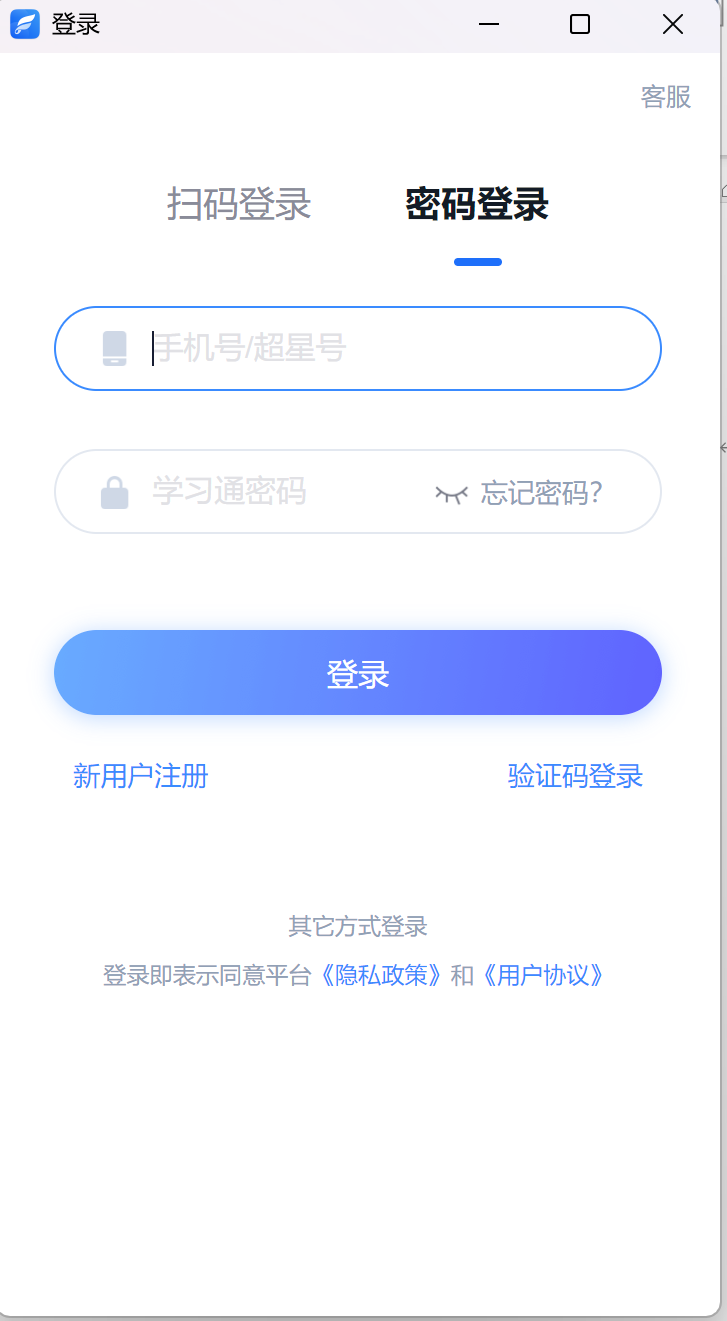 登录
客服
扫码登录 密码登录
手机号/超星号
学习通密码 忘记密码?
登录
新用户注册 验证码登录
其它方式登录
登录即表示同意平台《隐私政策》和《用户协议》